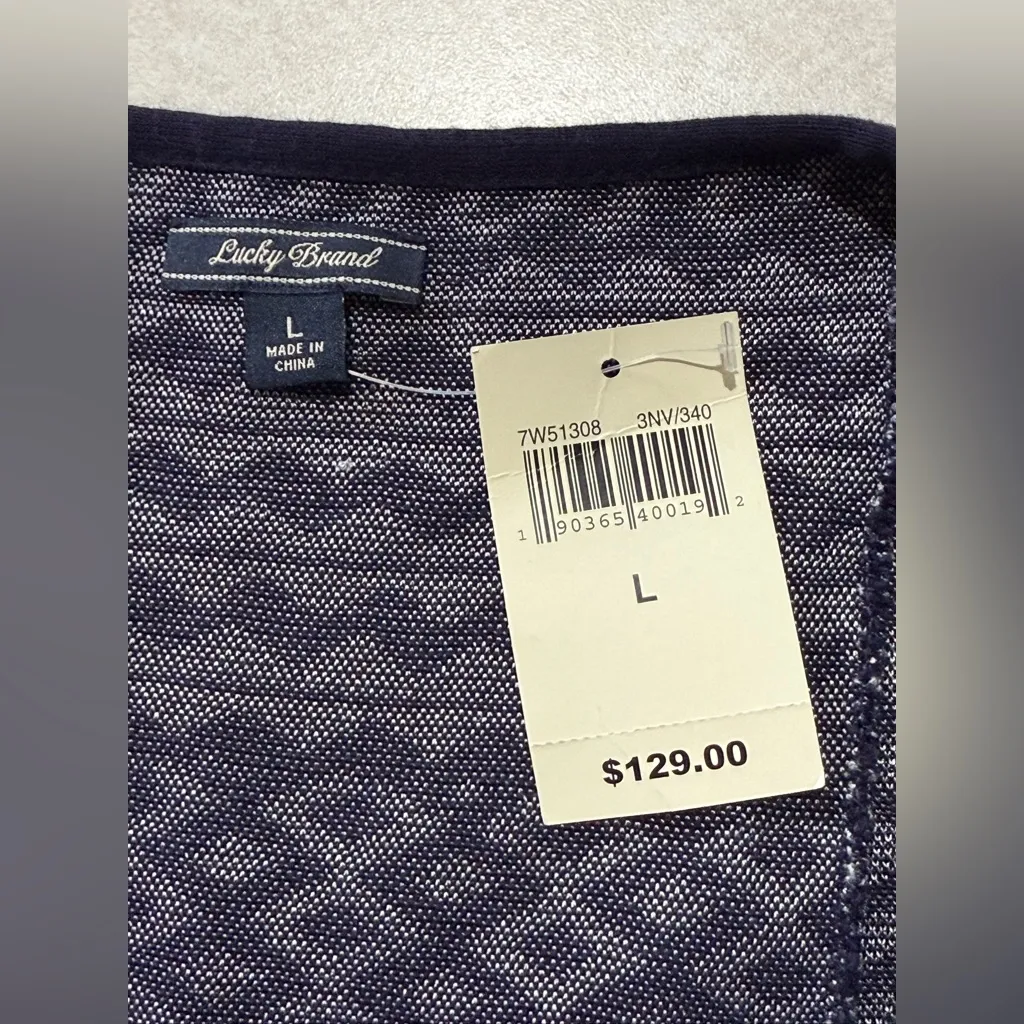 Lucky Brand
L
MADE IN
CHINA
7W51308 3NV/340
1 90365 40019 2
L
$129.00